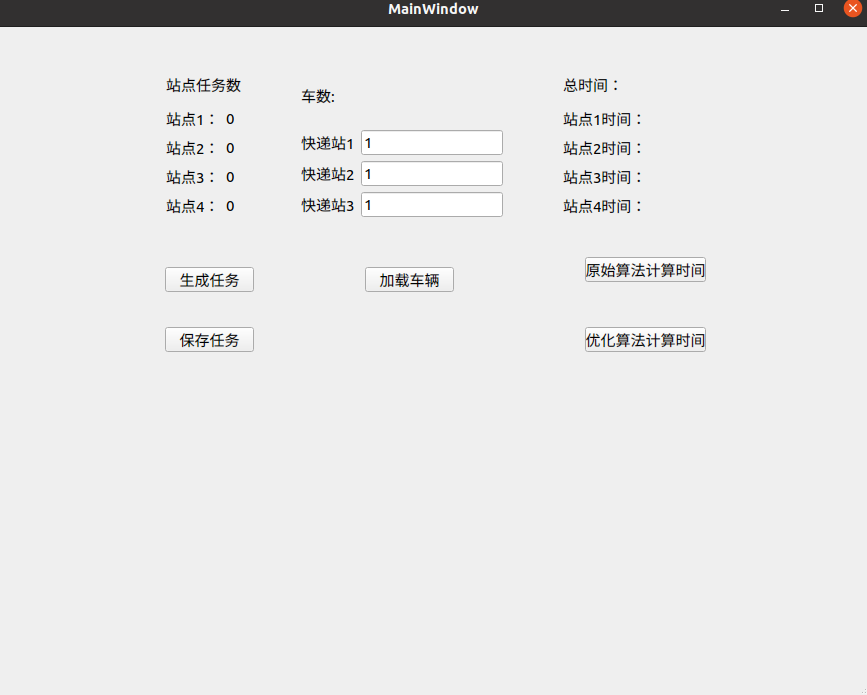 MainWindow
站点任务数
车数:
总时间：
站点1： 0
站点2： 0
站点3： 0
站点4： 0
快递站1 1
快递站2 1
快递站3 1
站点1时间：
站点2时间：
站点3时间：
站点4时间：
生成任务
加载车辆
原始算法计算时间
保存任务
优化算法计算时间